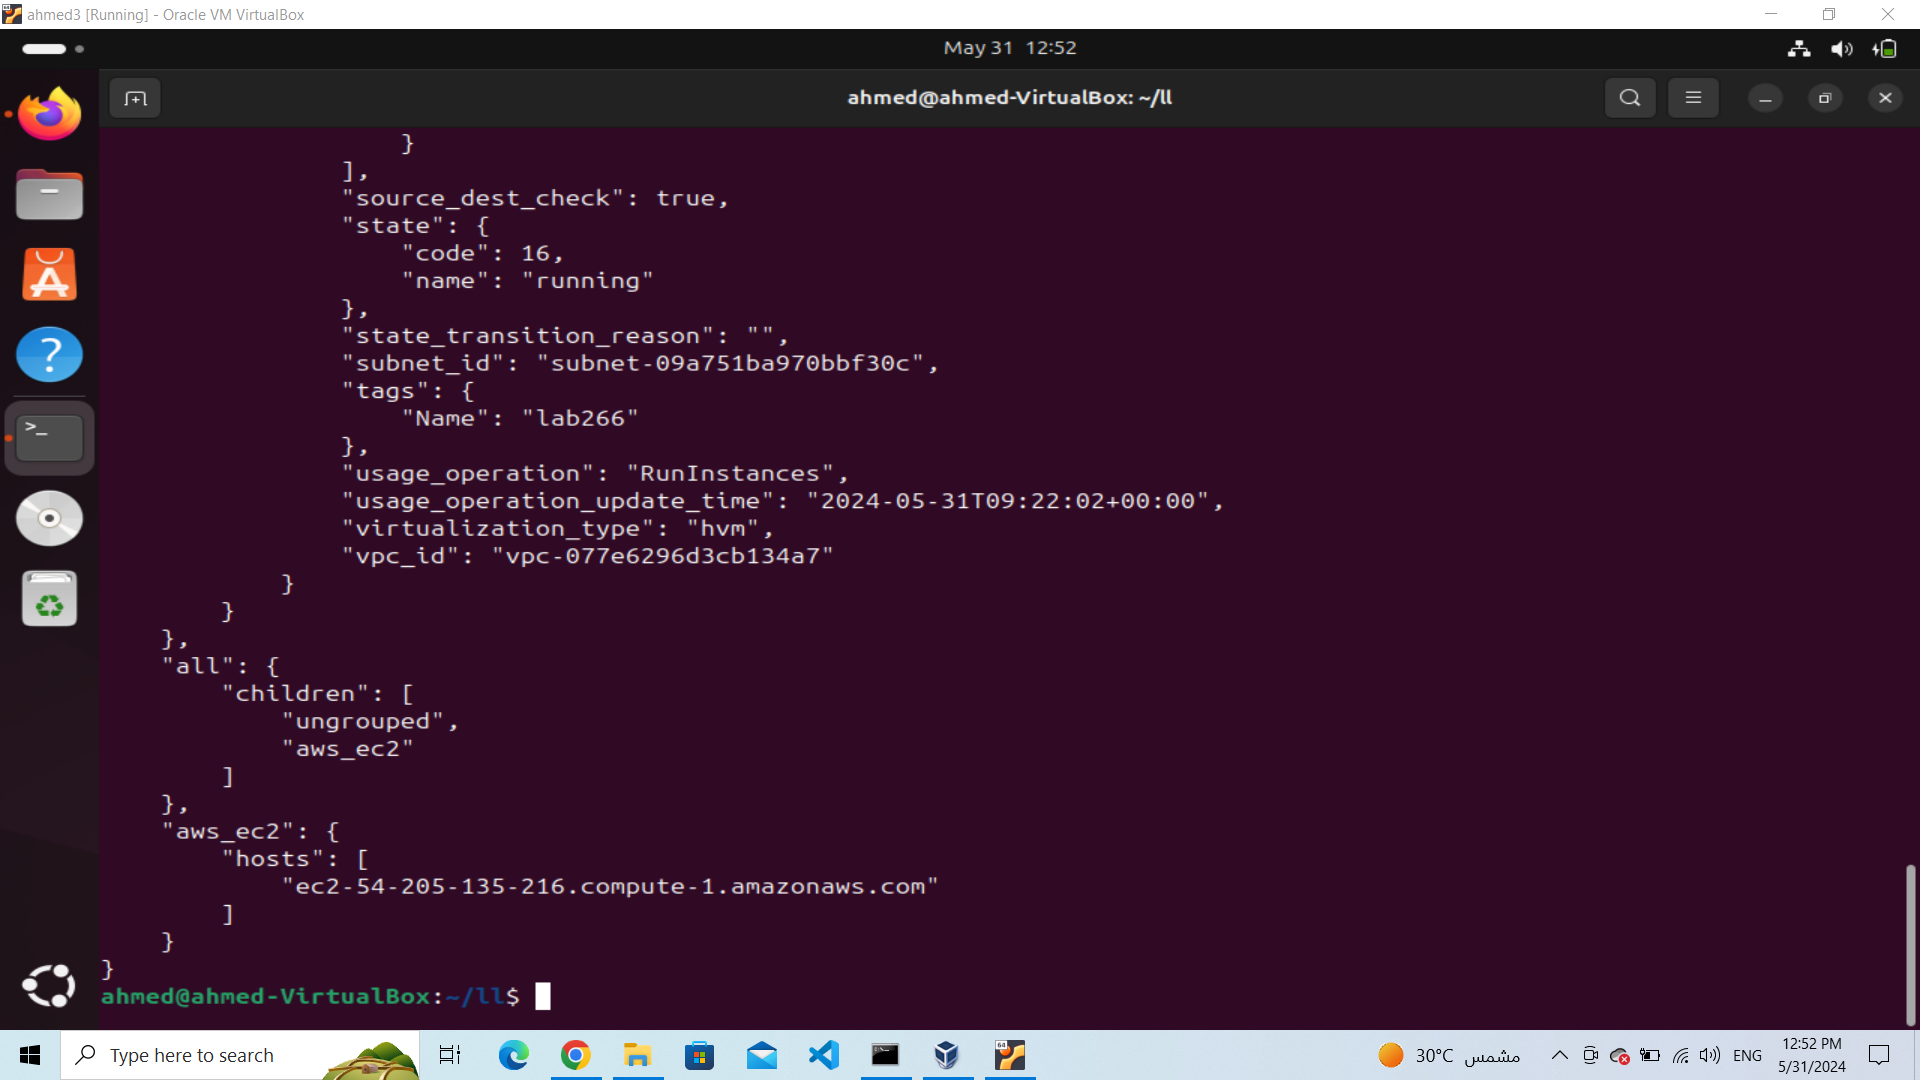 ahmed3 [Running] - Oracle VM VirtualBox
May 31 12:52
ahmed@ahmed-VirtualBox: ~/ll
}
],
"source_dest_check": true,
"state": {
"code": 16,
"name": "running"
},
"state_transition_reason": "",
"subnet_id": "subnet-09a751ba970bbf30c",
"tags": {
"Name": "lab266"
},
"usage_operation": "RunInstances",
"usage_operation_update_time": "2024-05-31T09:22:02+00:00",
"virtualization_type": "hvm",
"vpc_id": "vpc-077e6296d3cb134a7"
}
}
},
"all": {
"children": [
"ungrouped",
"aws_ec2"
]
},
"aws_ec2": {
"hosts": [
"ec2-54-205-135-216.compute-1.amazonaws.com"
]
}
}
ahmed@ahmed-VirtualBox:~/ll$
Type here to search
64
30°C مشمس
ENG
12:52 PM
5/31/2024